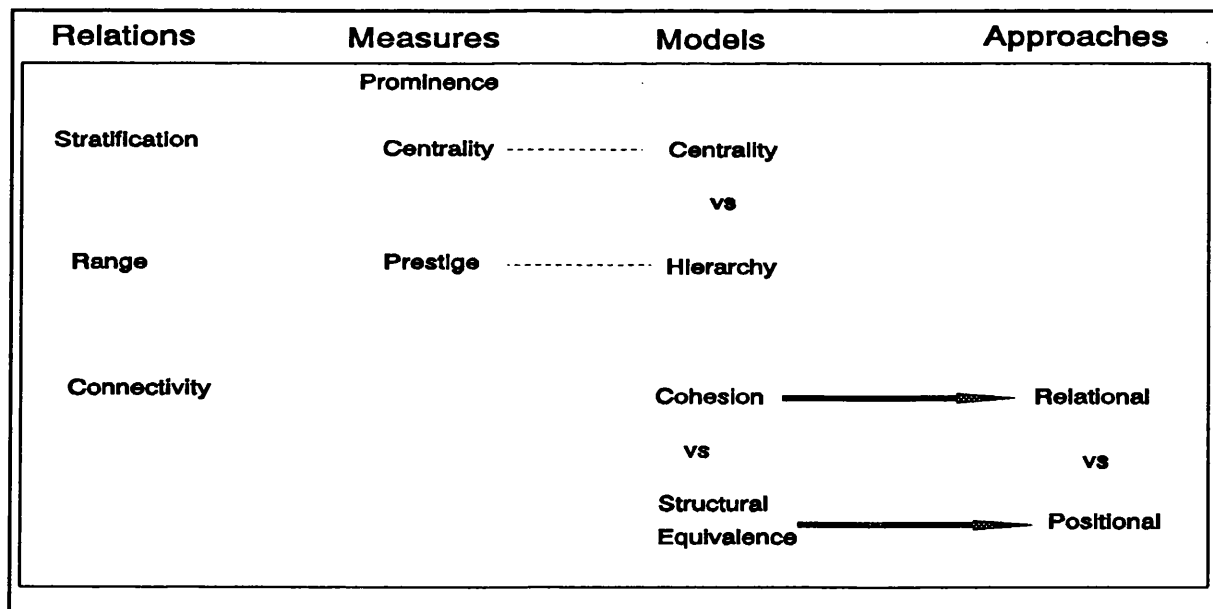 Relations Measures Models Approaches
Prominence
Stratification Centrality Centrality
vs
Range Prestige Hierarchy
Connectivity Cohesion Relational
vs vs
Structural
Equivalence Positional